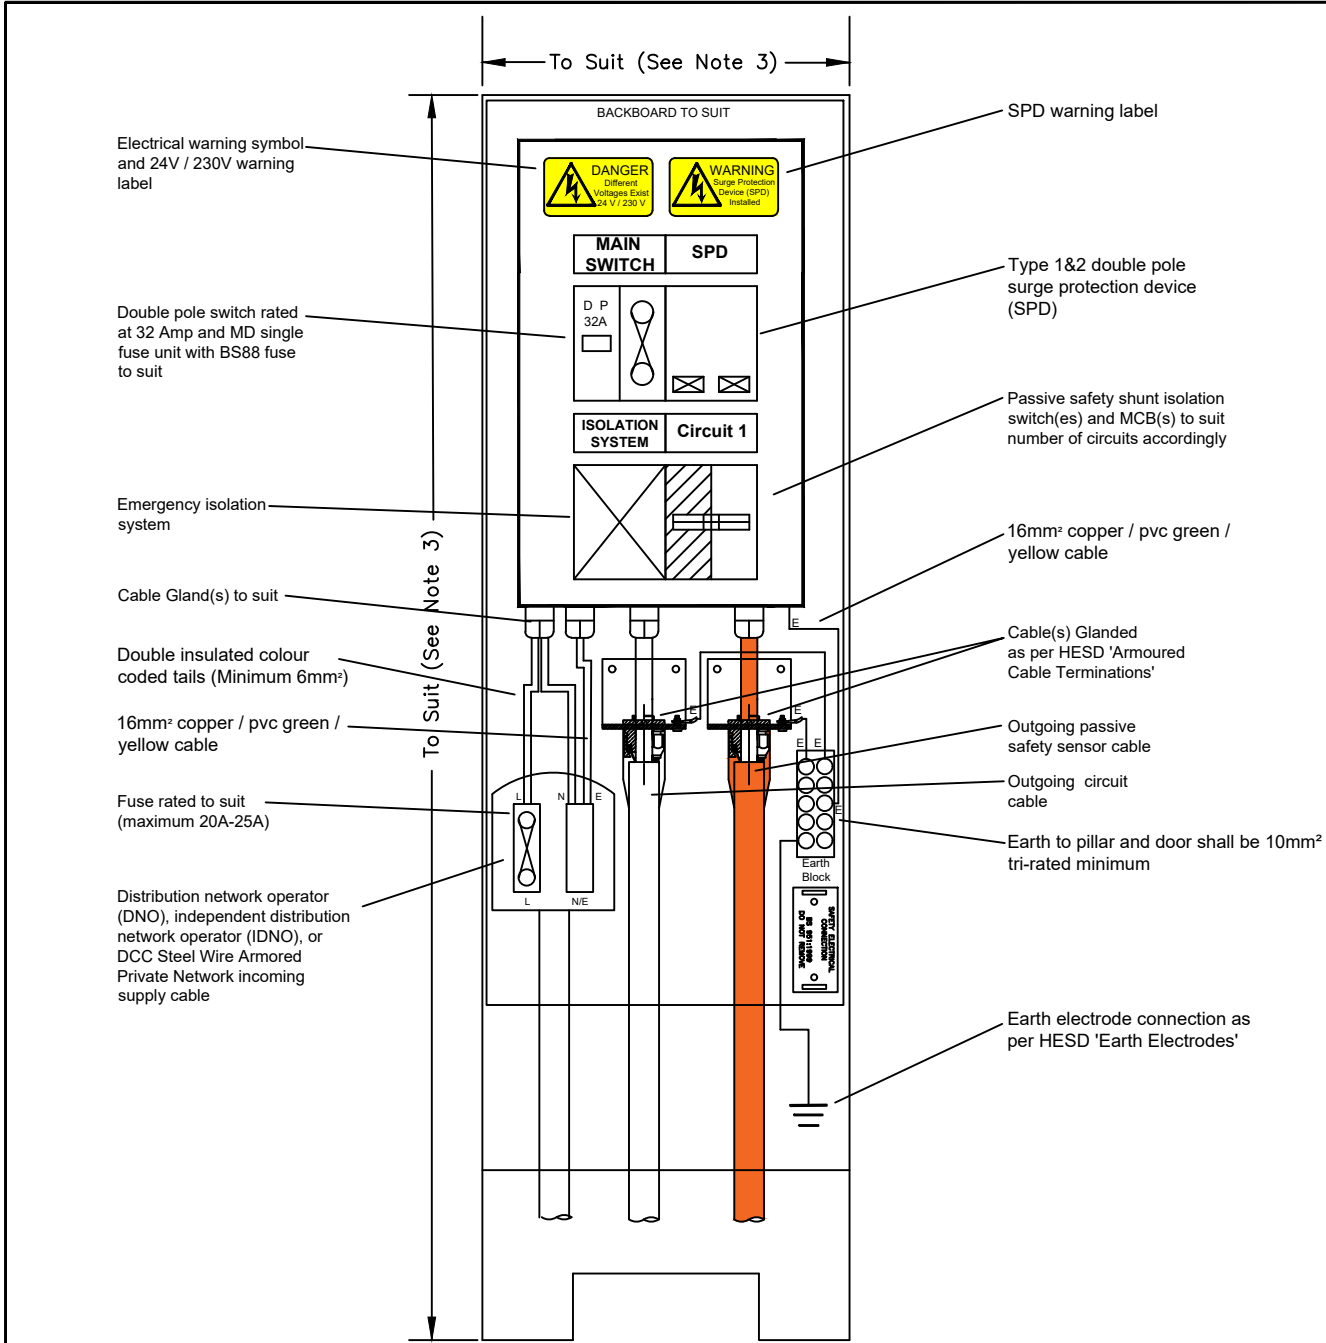 To Suit (See Note 3)
BACKBOARD TO SUIT
Electrical warning symbol
and 24V / 230V warning
label
DANGER
Different
Voltages Exist
24 V / 230 V
WARNING
Surge Protection
Device (SPD)
Installed
SPD warning label
MAIN
SWITCH
SPD
Double pole switch rated
at 32 Amp and MD single
fuse unit with BS88 fuse
to suit
D P
32A
Type 1&2 double pole
surge protection device
(SPD)
ISOLATION
SYSTEM
Circuit 1
Passive safety shunt isolation
switch(es) and MCB(s) to suit
number of circuits accordingly
Emergency isolation
system
To Suit (See Note 3)
16mm² copper / pvc green /
yellow cable
Cable Gland(s) to suit
E
Double insulated colour
coded tails (Minimum 6mm²)
Cable(s) Glanded
as per HESD 'Armoured
Cable Terminations'
16mm² copper / pvc green /
yellow cable
E
E
E E
Outgoing passive
safety sensor cable
Outgoing circuit
cable
Fuse rated to suit
(maximum 20A-25A)
L
N
E
E
Earth to pillar and door shall be 10mm²
tri-rated minimum
Earth
Block
L
N/E
Distribution network operator
(DNO), independent distribution
network operator (IDNO), or
DCC Steel Wire Armored
Private Network incoming
supply cable
SAFETY ELECTRICAL
CONNECTION
BS 951:1999
DO NOT REMOVE
Earth electrode connection as
per HESD 'Earth Electrodes'